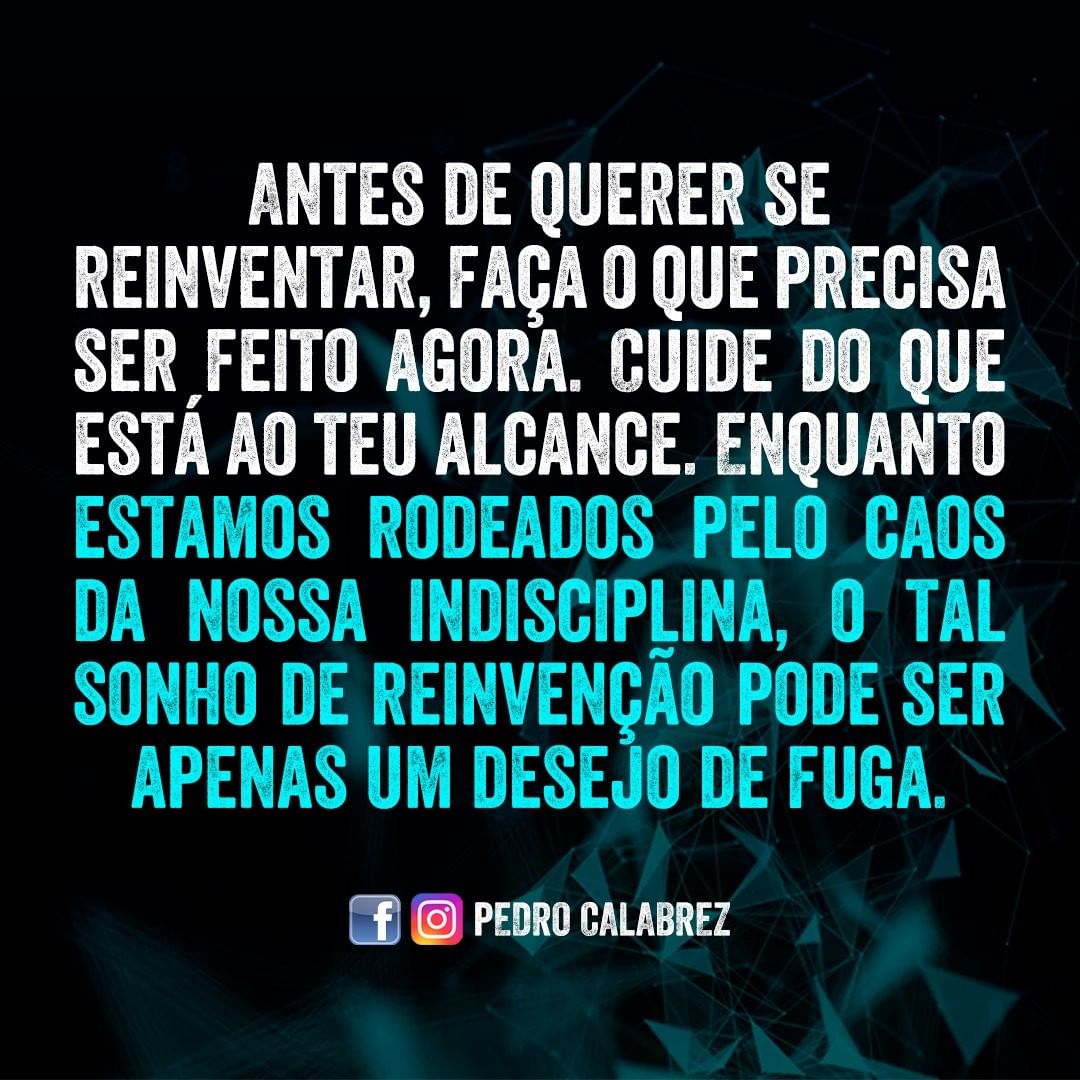 ANTES DE QUERER SE
REINVENTAR, FAÇA O QUE PRECISA
SER FEITO AGORA. CUIDE DO QUE
ESTÁ AO TEU ALCANCE. ENQUANTO
ESTAMOS RODEADOS PELO CAOS
DA NOSSA INDISCIPLINA, O TAL
SONHO DE REINVENÇÃO PODE SER
APENAS UM DESEJO DE FUGA.
f PEDRO CALABREZ